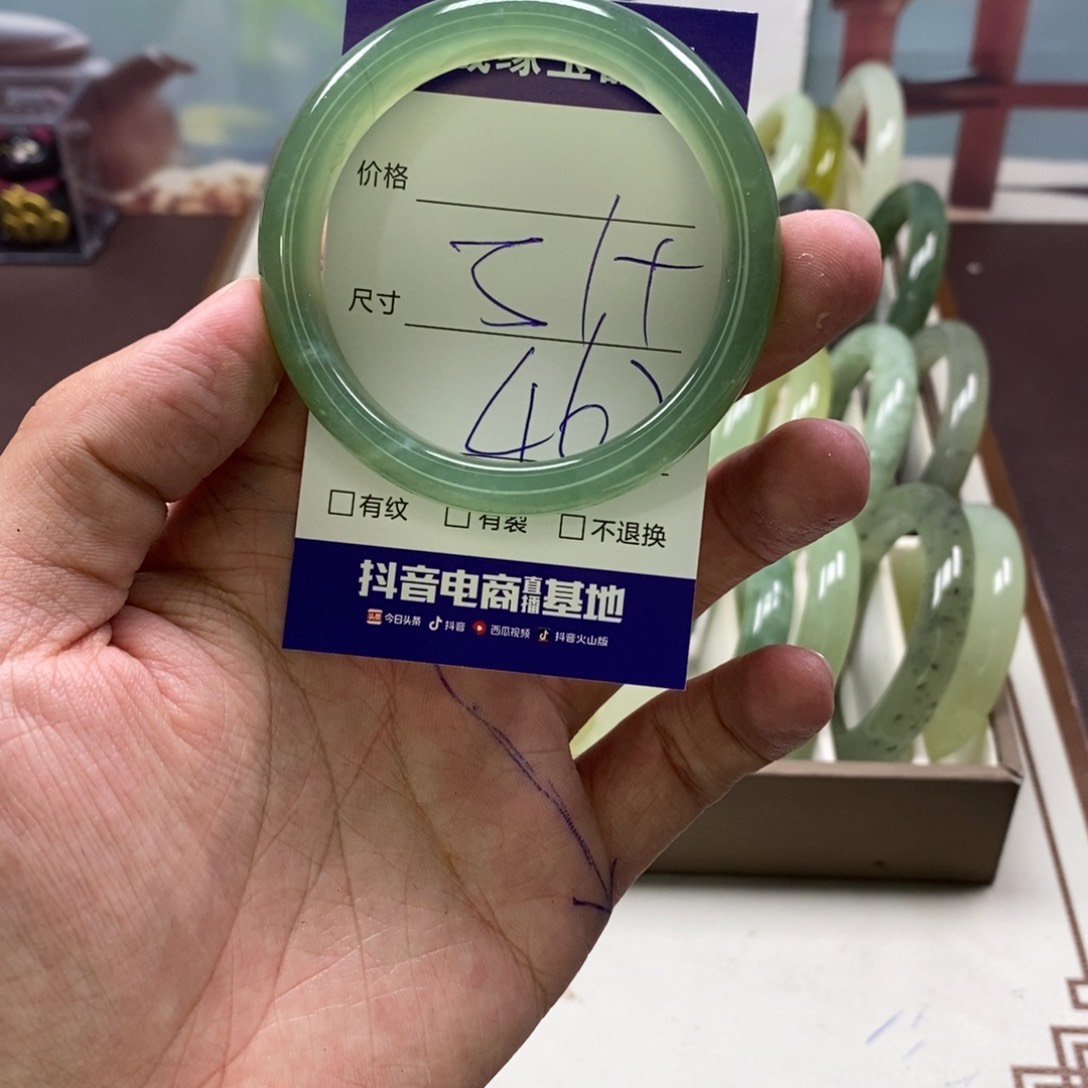 价格
尺寸
46
□有纹 □有裂 □不退换
抖音电商直播基地
今日头条 抖音 西瓜视频 抖音火山版